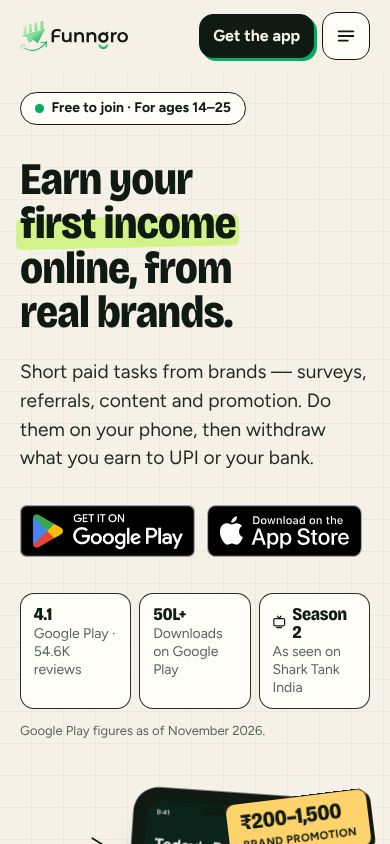 Funngro
Get the app
Free to join · For ages 14–25
Earn your
first income
online, from
real brands.
Short paid tasks from brands — surveys,
referrals, content and promotion. Do
them on your phone, then withdraw
what you earn to UPI or your bank.
GET IT ON
Google Play
Download on the
App Store
4.1
Google Play ·
54.6K
reviews
50L+
Downloads
on Google
Play
Season
2
As seen on
Shark Tank
India
Google Play figures as of November 2026.
9:41
₹200–1,500
BRAND PROMOTION